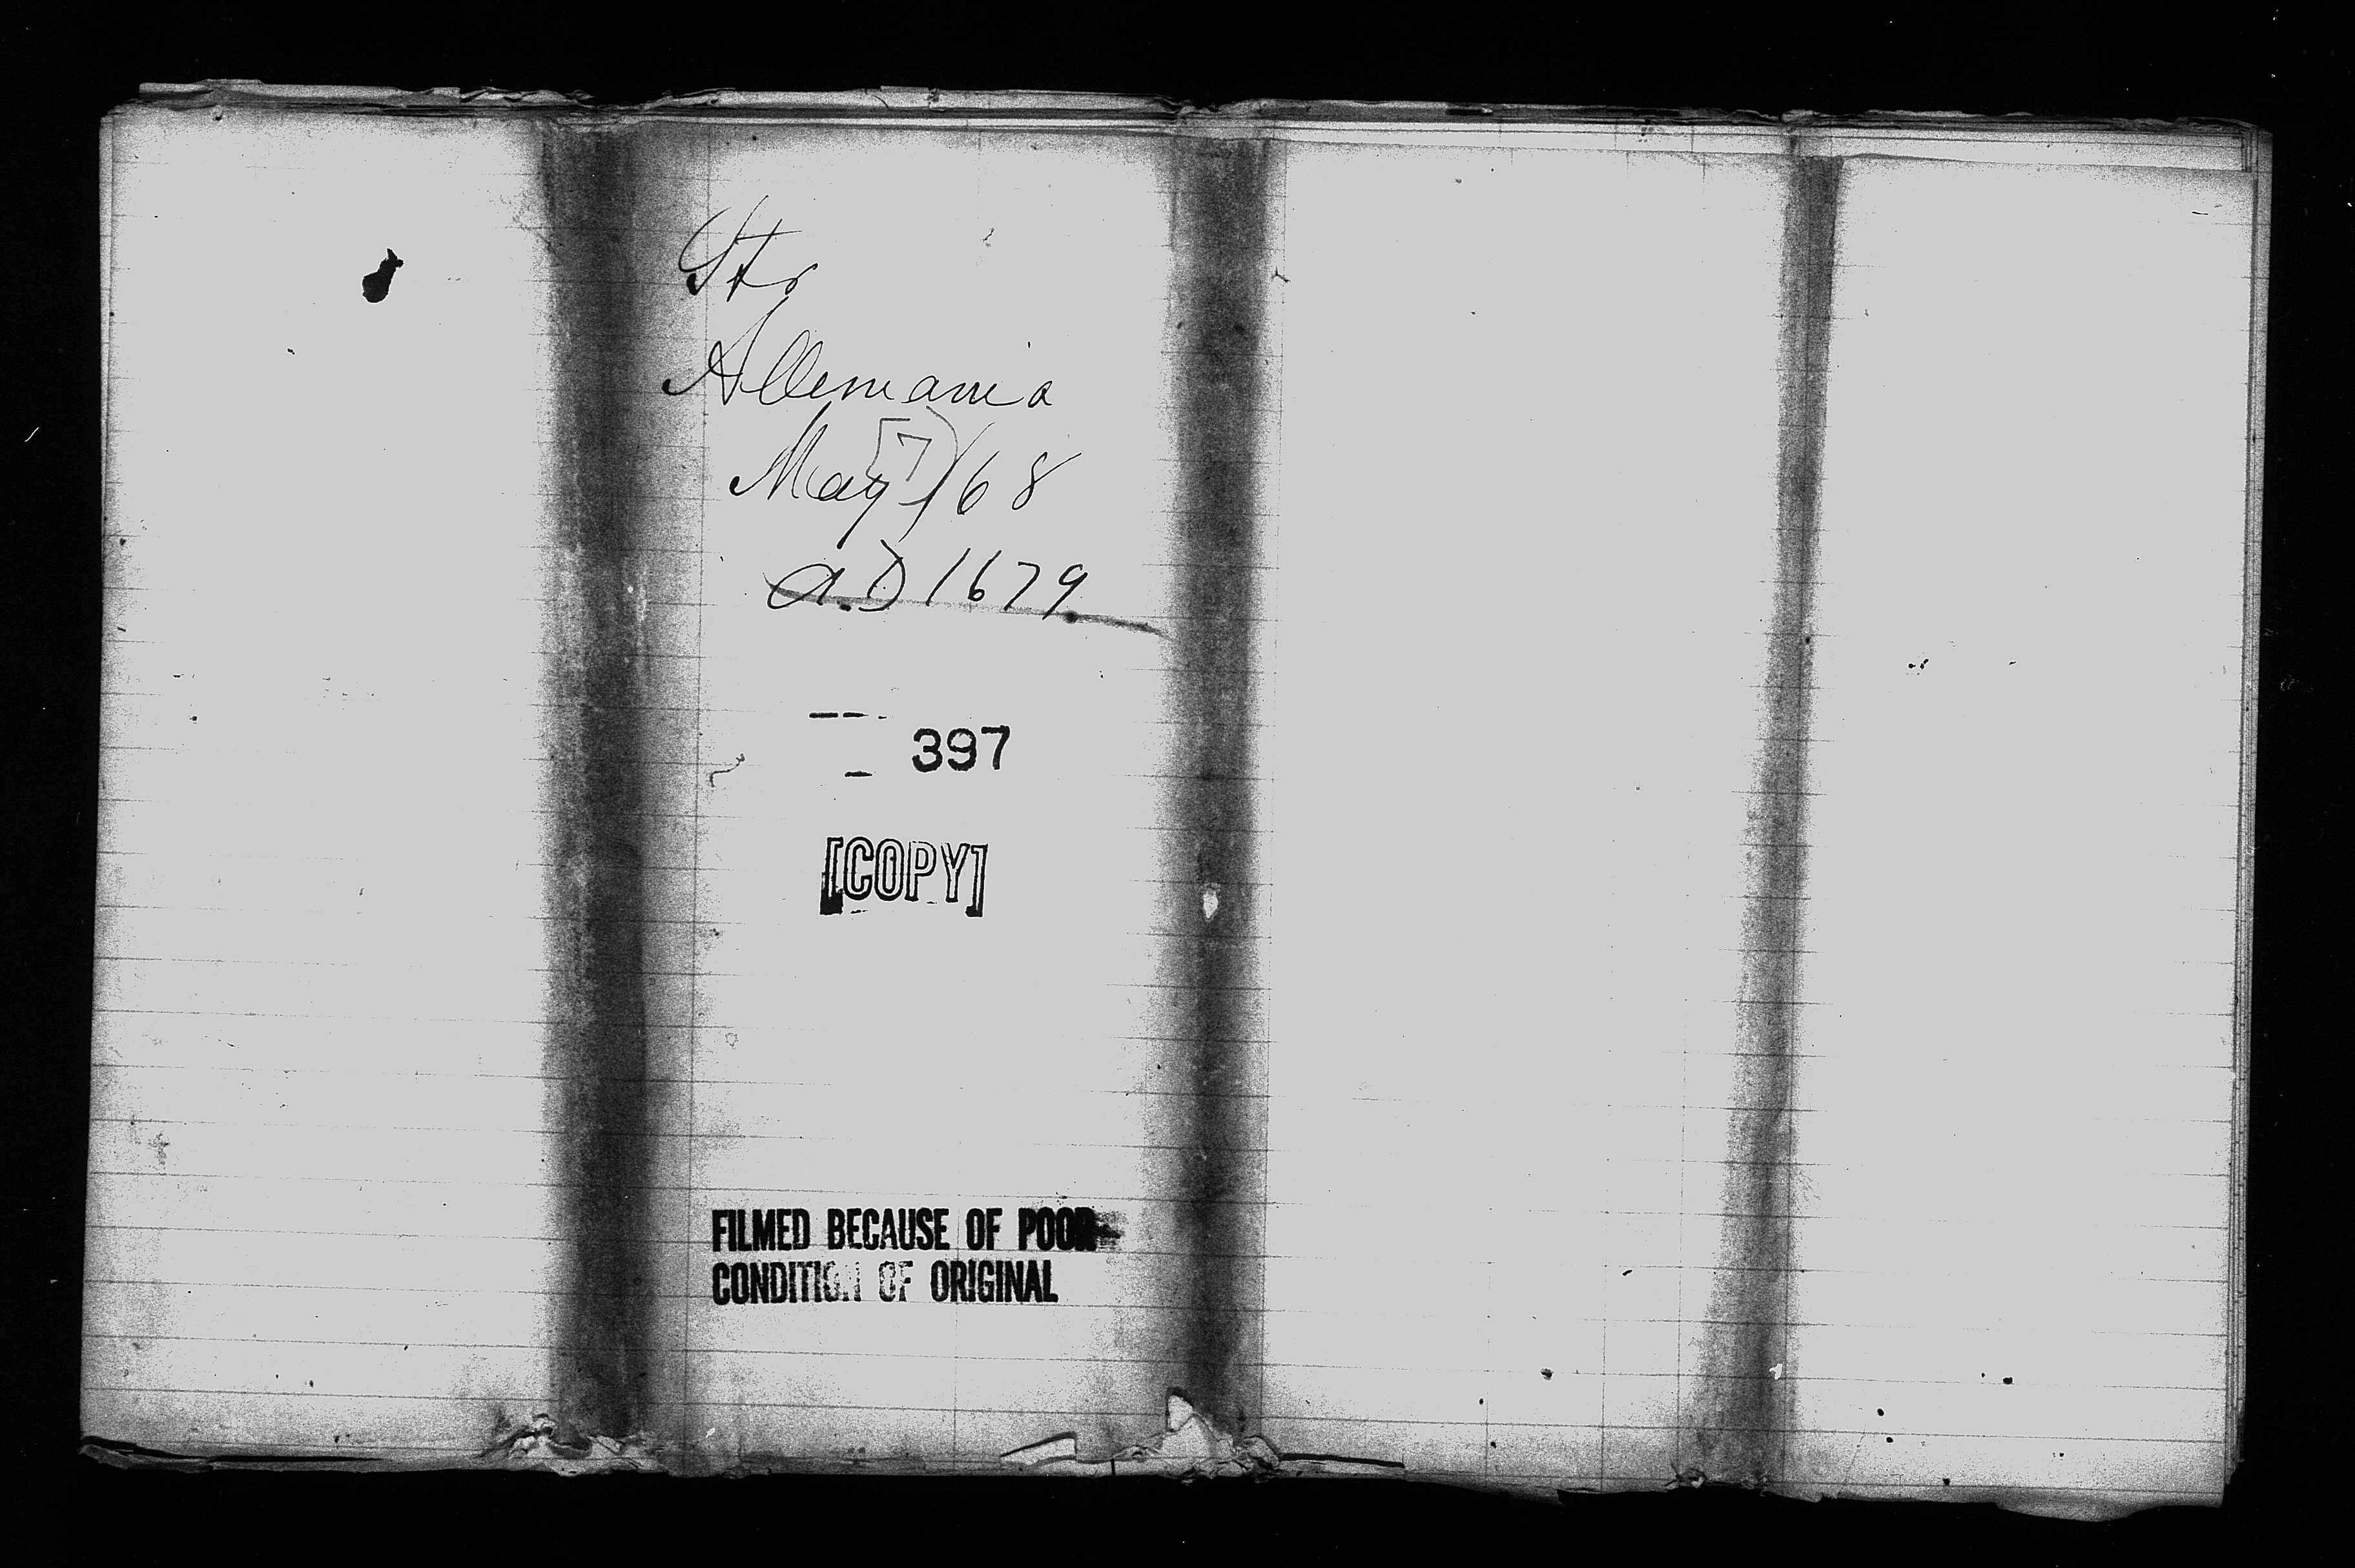 Str
Allemania
May [7] /68
A.D 1679
397
[COPY]
FILMED BECAUSE OF POOR
CONDITION OF ORIGINAL